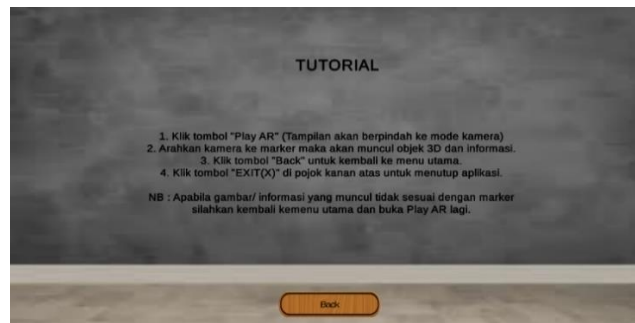 TUTORIAL
1. Klik tombol "Play AR" (Tampilan akan berpindah ke mode kamera)
2. Arahkan kamera ke marker maka akan muncul objek 3D dan informasi.
3. Klik tombol "Back" untuk kembali ke menu utama.
4. Klik tombol "EXIT(X)" di pojok kanan atas untuk menutup aplikasi.
NB : Apabila gambar/ informasi yang muncul tidak sesuai dengan marker
silahkan kembali kemenu utama dan buka Play AR lagi.
Back